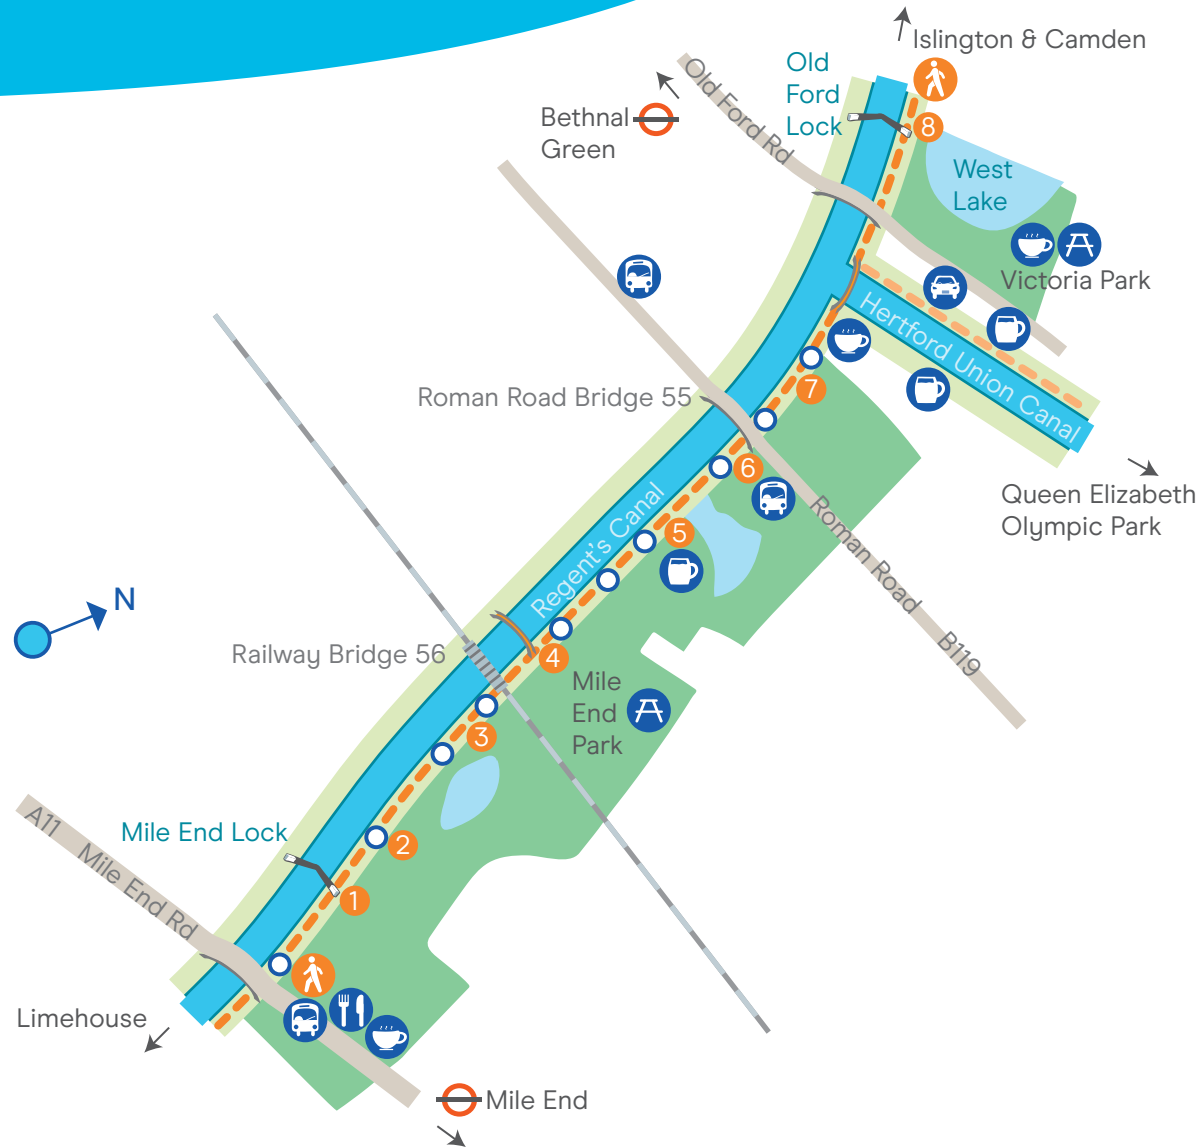 Islington & Camden
Old
Ford
Lock
8
Old Ford Rd
Bethnal
Green
West
Lake
Victoria Park
Hertford Union Canal
7
Roman Road Bridge 55
6
Queen Elizabeth
Olympic Park
5
Regent's Canal
Roman Road
B119
N
Railway Bridge 56
4
Mile
End
Park
3
Mile End Lock
2
A11
Mile End Rd
1
Limehouse
Mile End